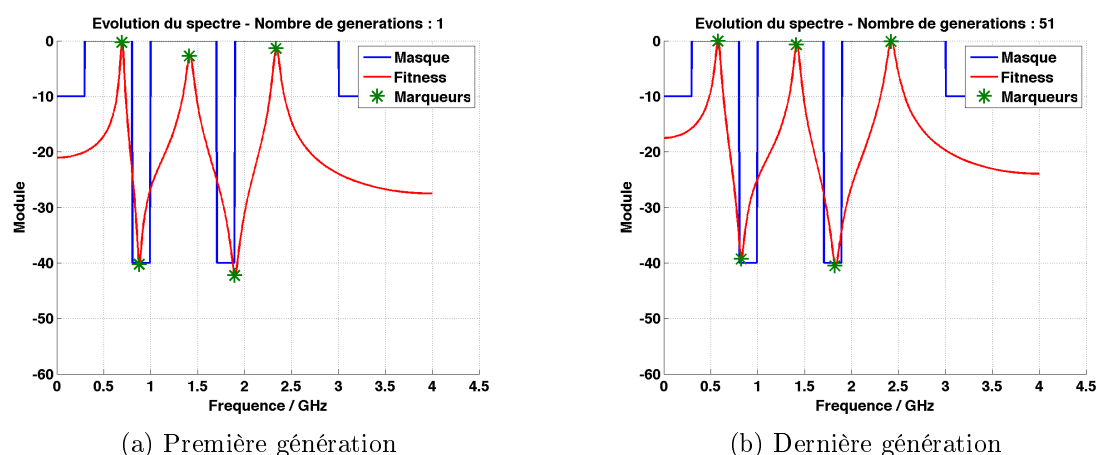 Evolution du spectre - Nombre de generations : 1
0
-10
-20
-30
-40
-50
-60
Module
0 0.5 1 1.5 2 2.5 3 3.5 4 4.5
Frequence / GHz
Masque
Fitness
Marqueurs
(a) Première génération
Evolution du spectre - Nombre de generations : 51
0
-10
-20
-30
-40
-50
-60
Module
0 0.5 1 1.5 2 2.5 3 3.5 4 4.5
Frequence / GHz
Masque
Fitness
Marqueurs
(b) Dernière génération